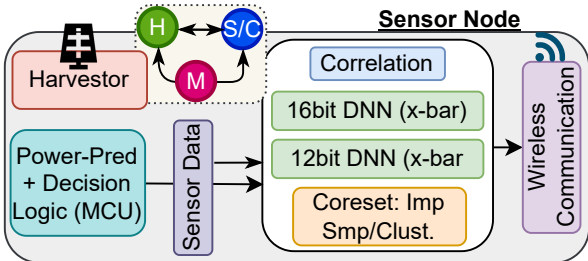 Sensor Node
H
S/C
M
Harvestor
Power-Pred
+ Decision
Logic (MCU)
Sensor Data
Correlation
16bit DNN (x-bar)
12bit DNN (x-bar
Coreset: Imp
Smp/Clust.
Wireless
Communication